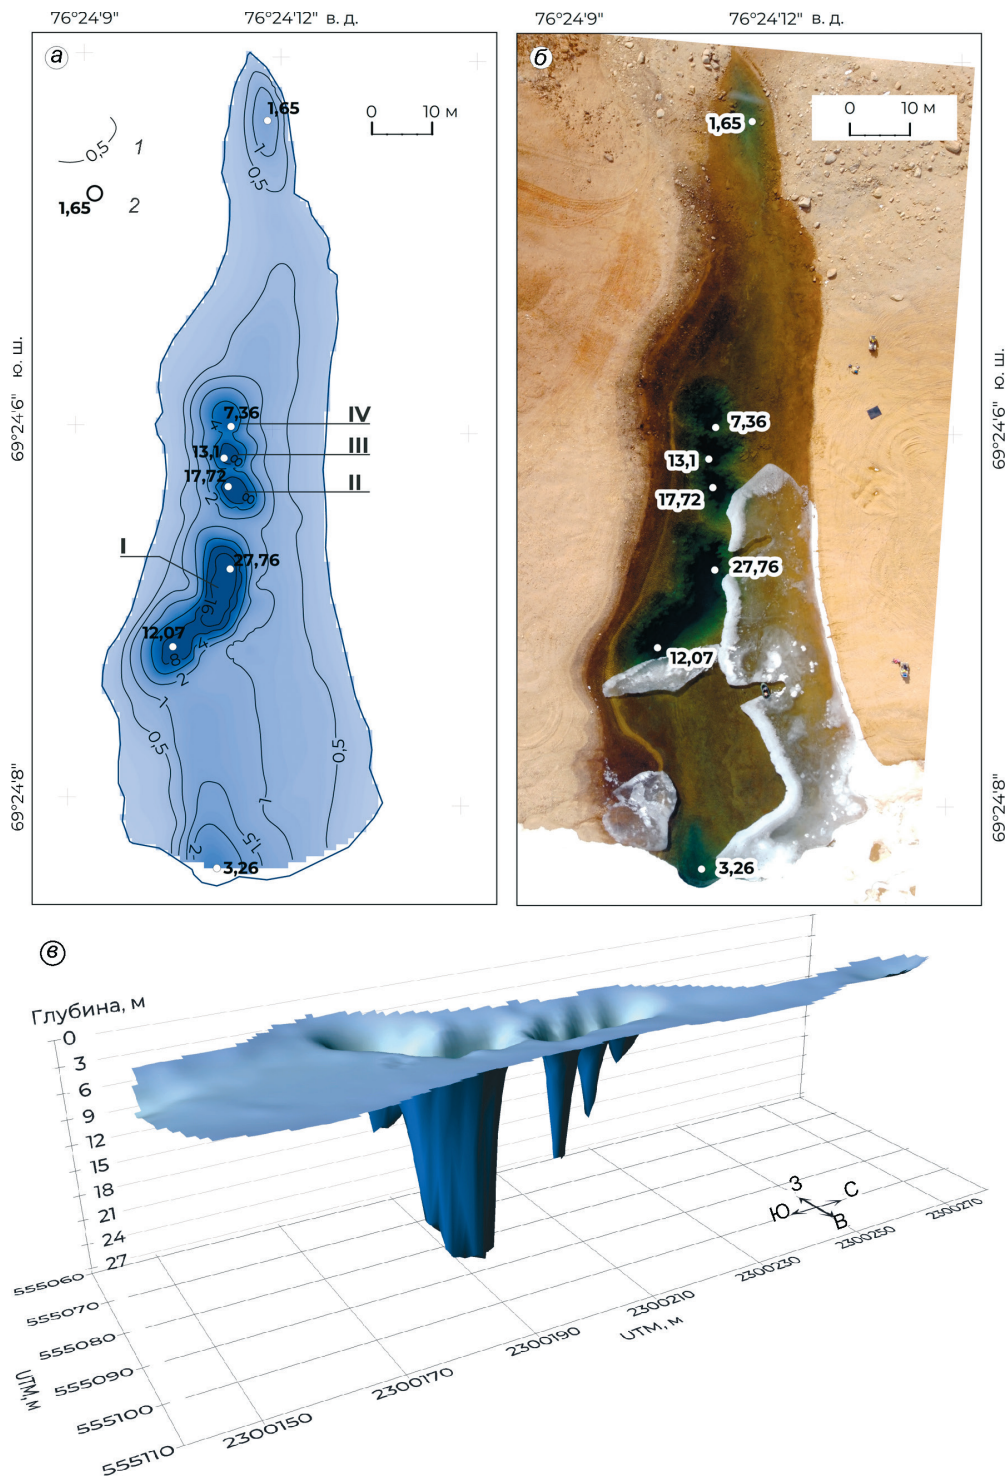 76°24'9" 76°24'12" в. д.
76°24'9" 76°24'12" в. д.
а
1,65
0 10 м
0,5 1
1,65 2
1
0,5
69°24'6" ю. ш.
7,36 IV
4
13,1 III
8
17,72 II
2 8
I
27,76
16
12,07
8 4
2
1
0,5
0,5
1
1,5
2
3,26
69°24'8"
б
1,65
0 10 м
7,36
13,1
17,72
27,76
12,07
3,26
69°24'6" ю. ш.
69°24'8"
в
Глубина, м
0
3
6
9
12
15
18
21
24
27
555060
555070
555080
555090
555100
555110
UTM, м
2300150
2300170
2300190
2300210
2300230
2300250
2300270
UTM, м
З
С
Ю
В